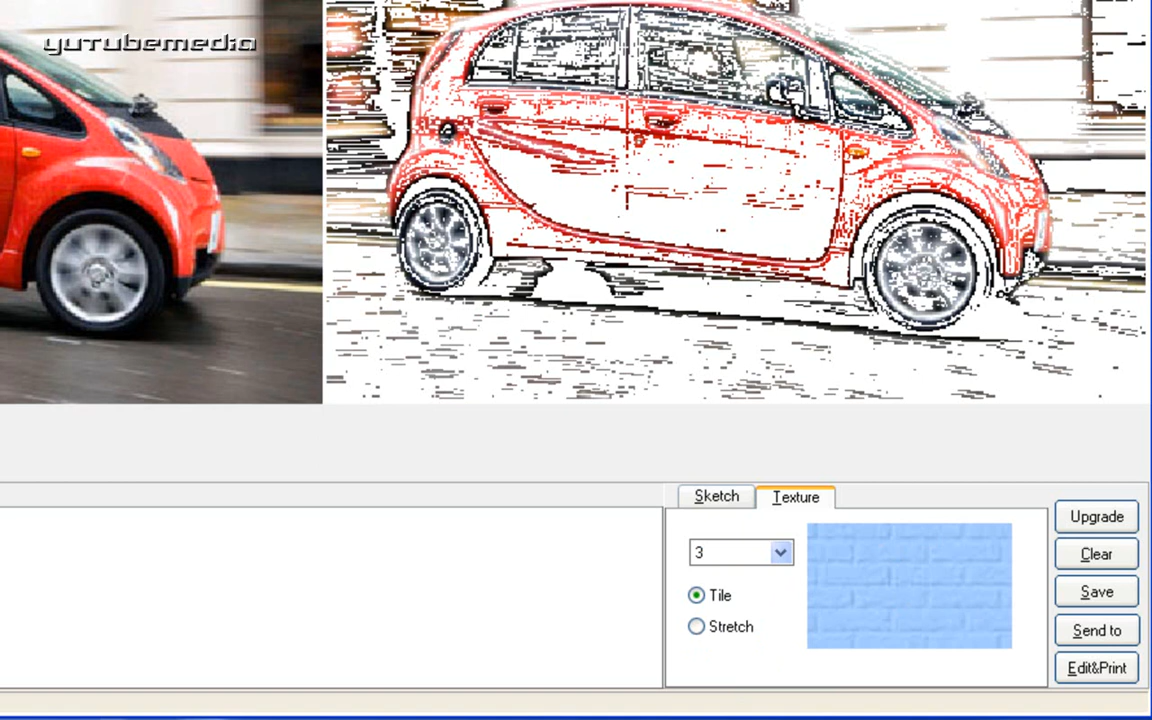 yuTubemedia
Sketch
Texture
3
Tile
Stretch
Upgrade
Clear
Save
Send to
Edit&Print